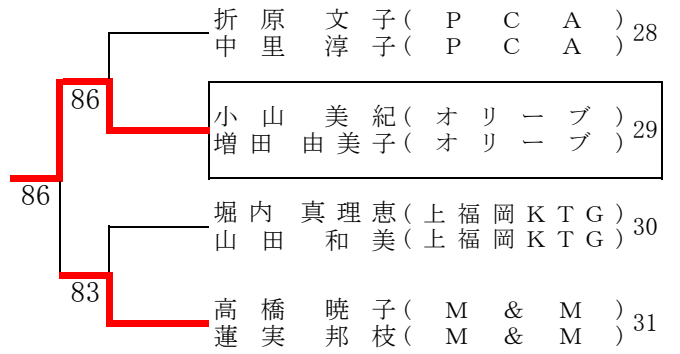 折原 文子(PCA) 28
中里 淳子(PCA)
86
小山 美紀(オリーブ) 29
増田 由美子(オリーブ)
86
堀内 真理恵(上福岡KTG) 30
山田 和美(上福岡KTG)
83
高橋 暁子(M&M) 31
蓮実 邦枝(M&M)